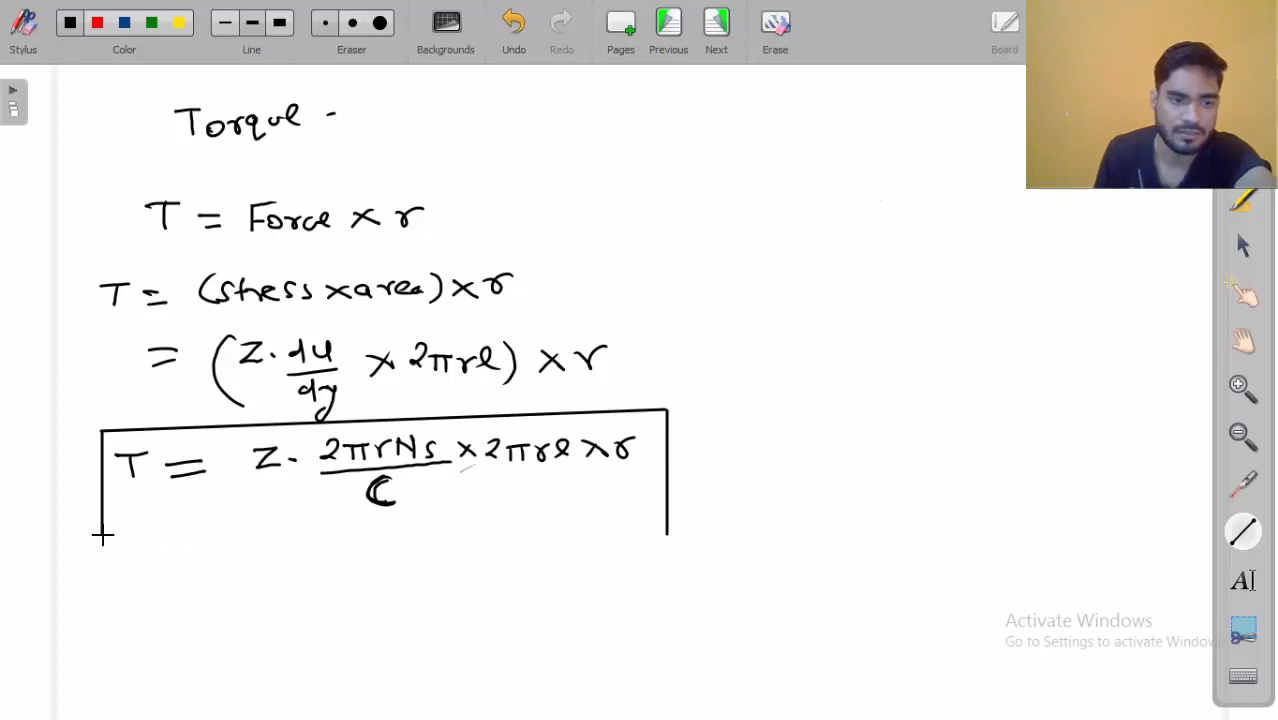 Stylus Color Line Eraser Backgrounds Undo Redo Pages Previous Next Erase Board
Torque -
T = Force × r
T = (stress × area) × r
= (Z · du/dy × 2πrl) × r
T = Z · 2πrNs/C × 2πrl × r
Activate Windows
Go to Settings to activate Window